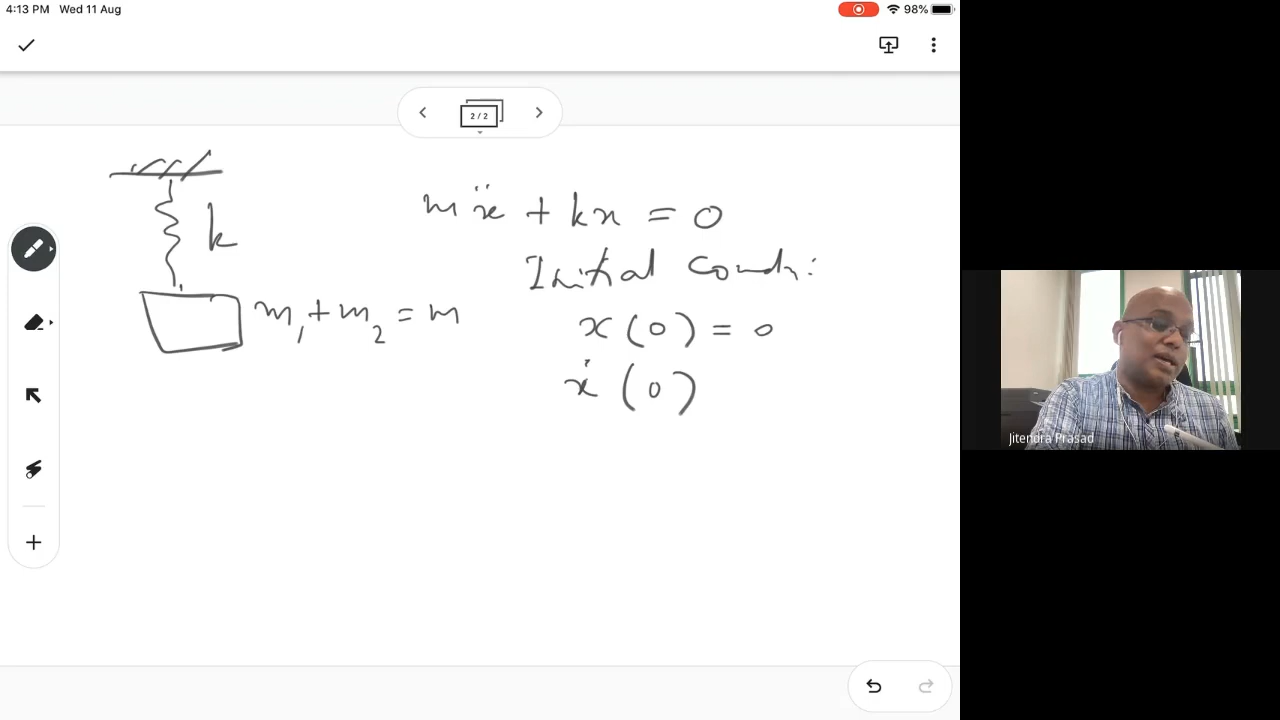 4:13 PM Wed 11 Aug
98%
2 / 2
k
m₁ + m₂ = m
mẍ + kx = 0
Initial Condn:
x(0) = 0
ẋ(0)
Jitendra Prasad